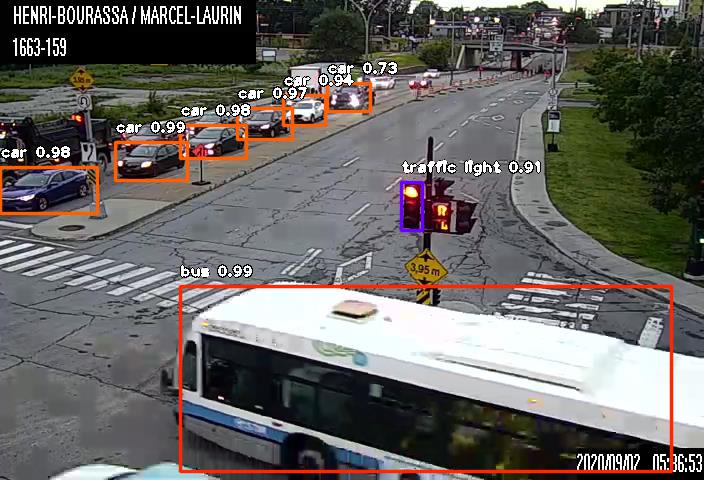 HENRI-BOURASSA / MARCEL-LAURIN
1663-159
car 0.73
car 0.94
car 0.97
car 0.98
car 0.99
car 0.98
traffic light 0.91
3,95 m
bus 0.99
2020/09/02 05:36:53